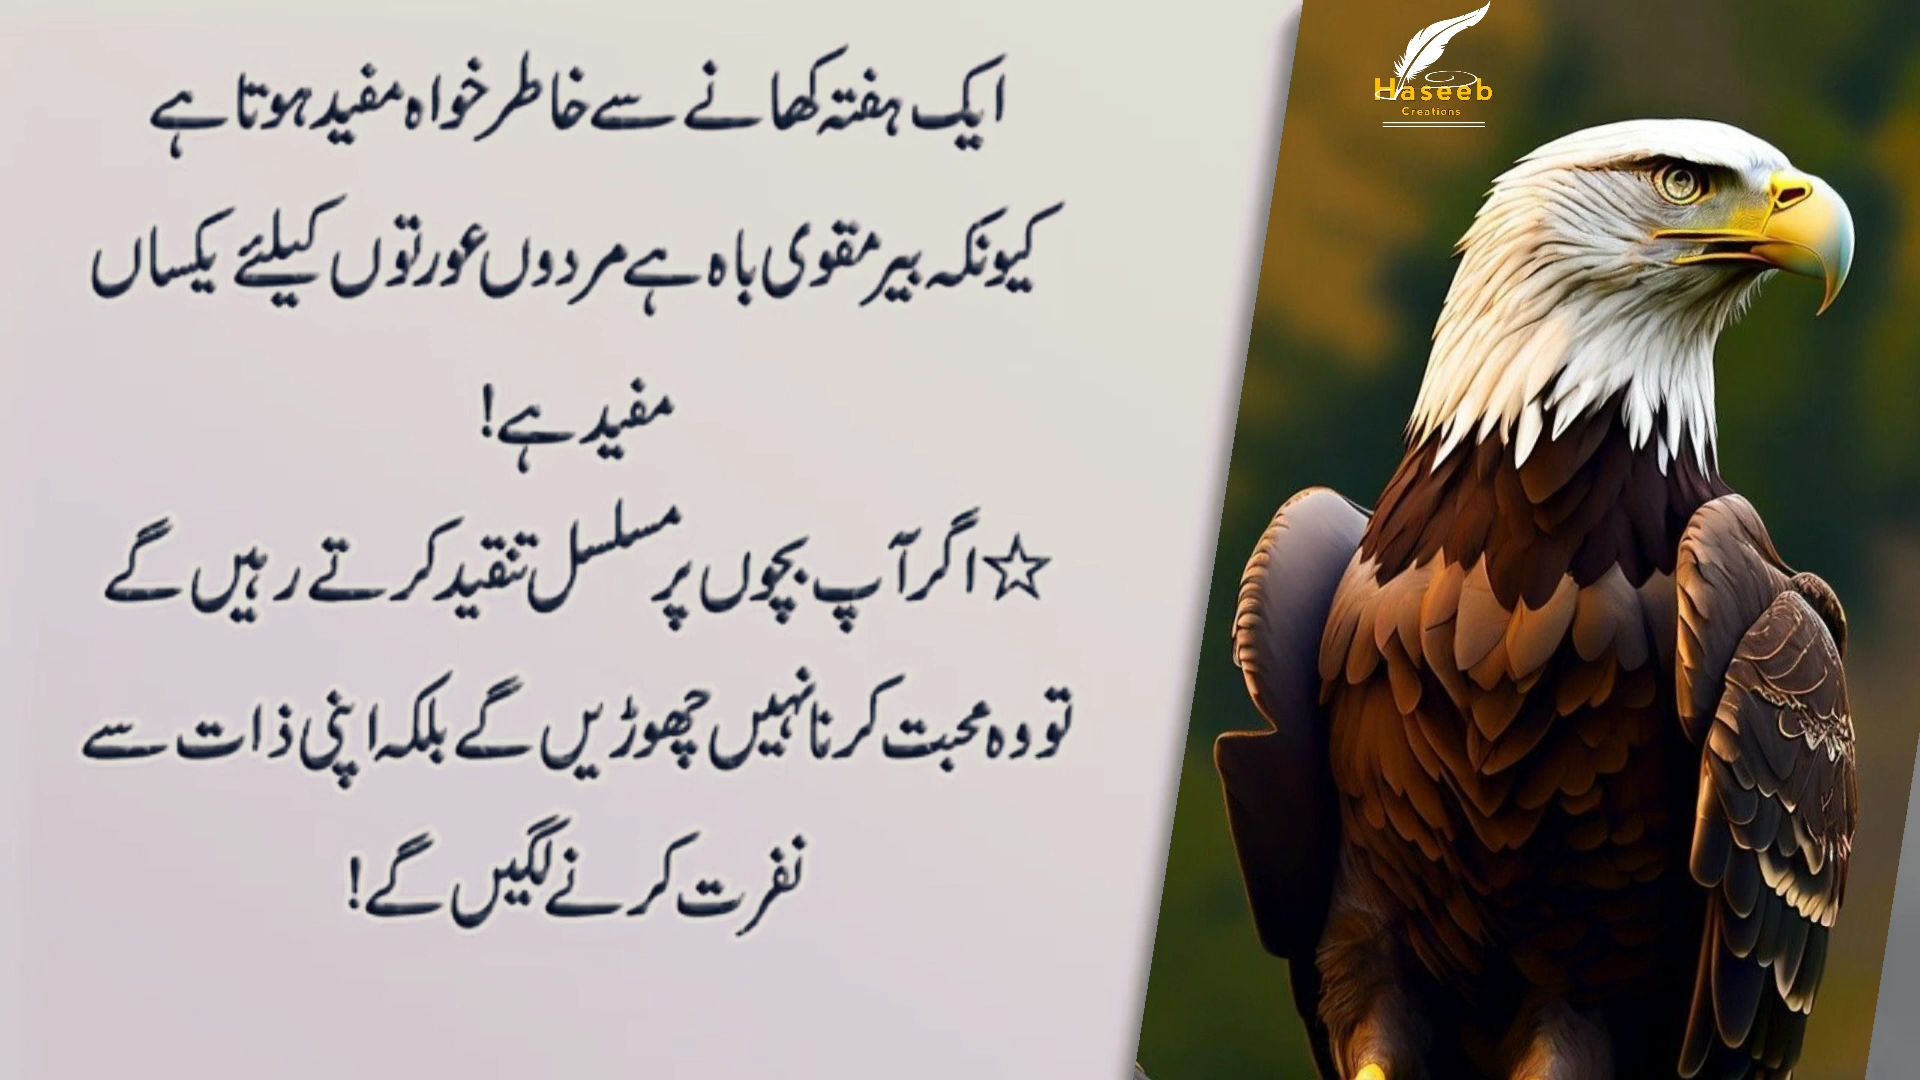 ایک ہفتہ کھانے سے خاطر خواہ مفید ہوتا ہے
کیونکہ بیر مقوی باہ ہے مردوں عورتوں کیلئے یکساں
مفید ہے!
☆اگر آپ بچوں پر مسلسل تنقید کرتے رہیں گے
تو وہ محبت کرنا نہیں چھوڑیں گے بلکہ اپنی ذات سے
نفرت کرنے لگیں گے!
Haseeb
Creations